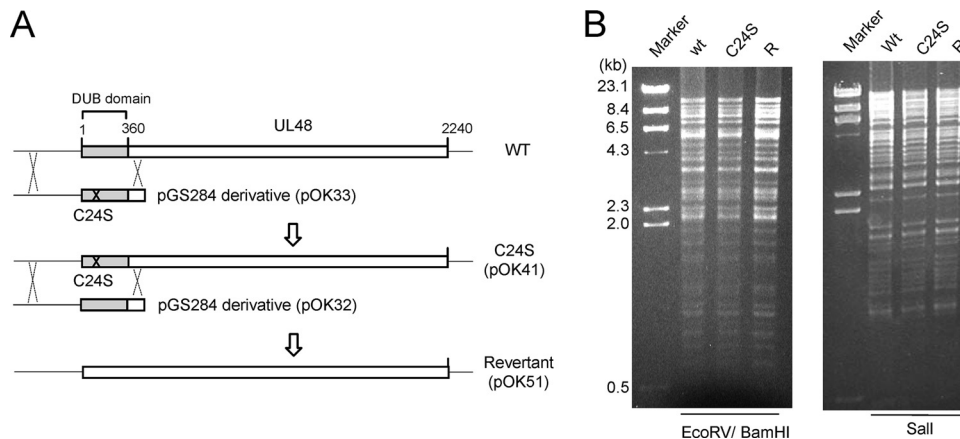 A
DUB domain
1 360 UL48 2240
WT
pGS284 derivative (pOK33)
C24S
C24S
(pOK41)
C24S
pGS284 derivative (pOK32)
Revertant
(pOK51)
B
Marker wt C24S R
(kb)
23.1
8.4
6.5
4.3
2.3
2.0
0.5
EcoRV/ BamHI
Marker Wt C24S R
SalI